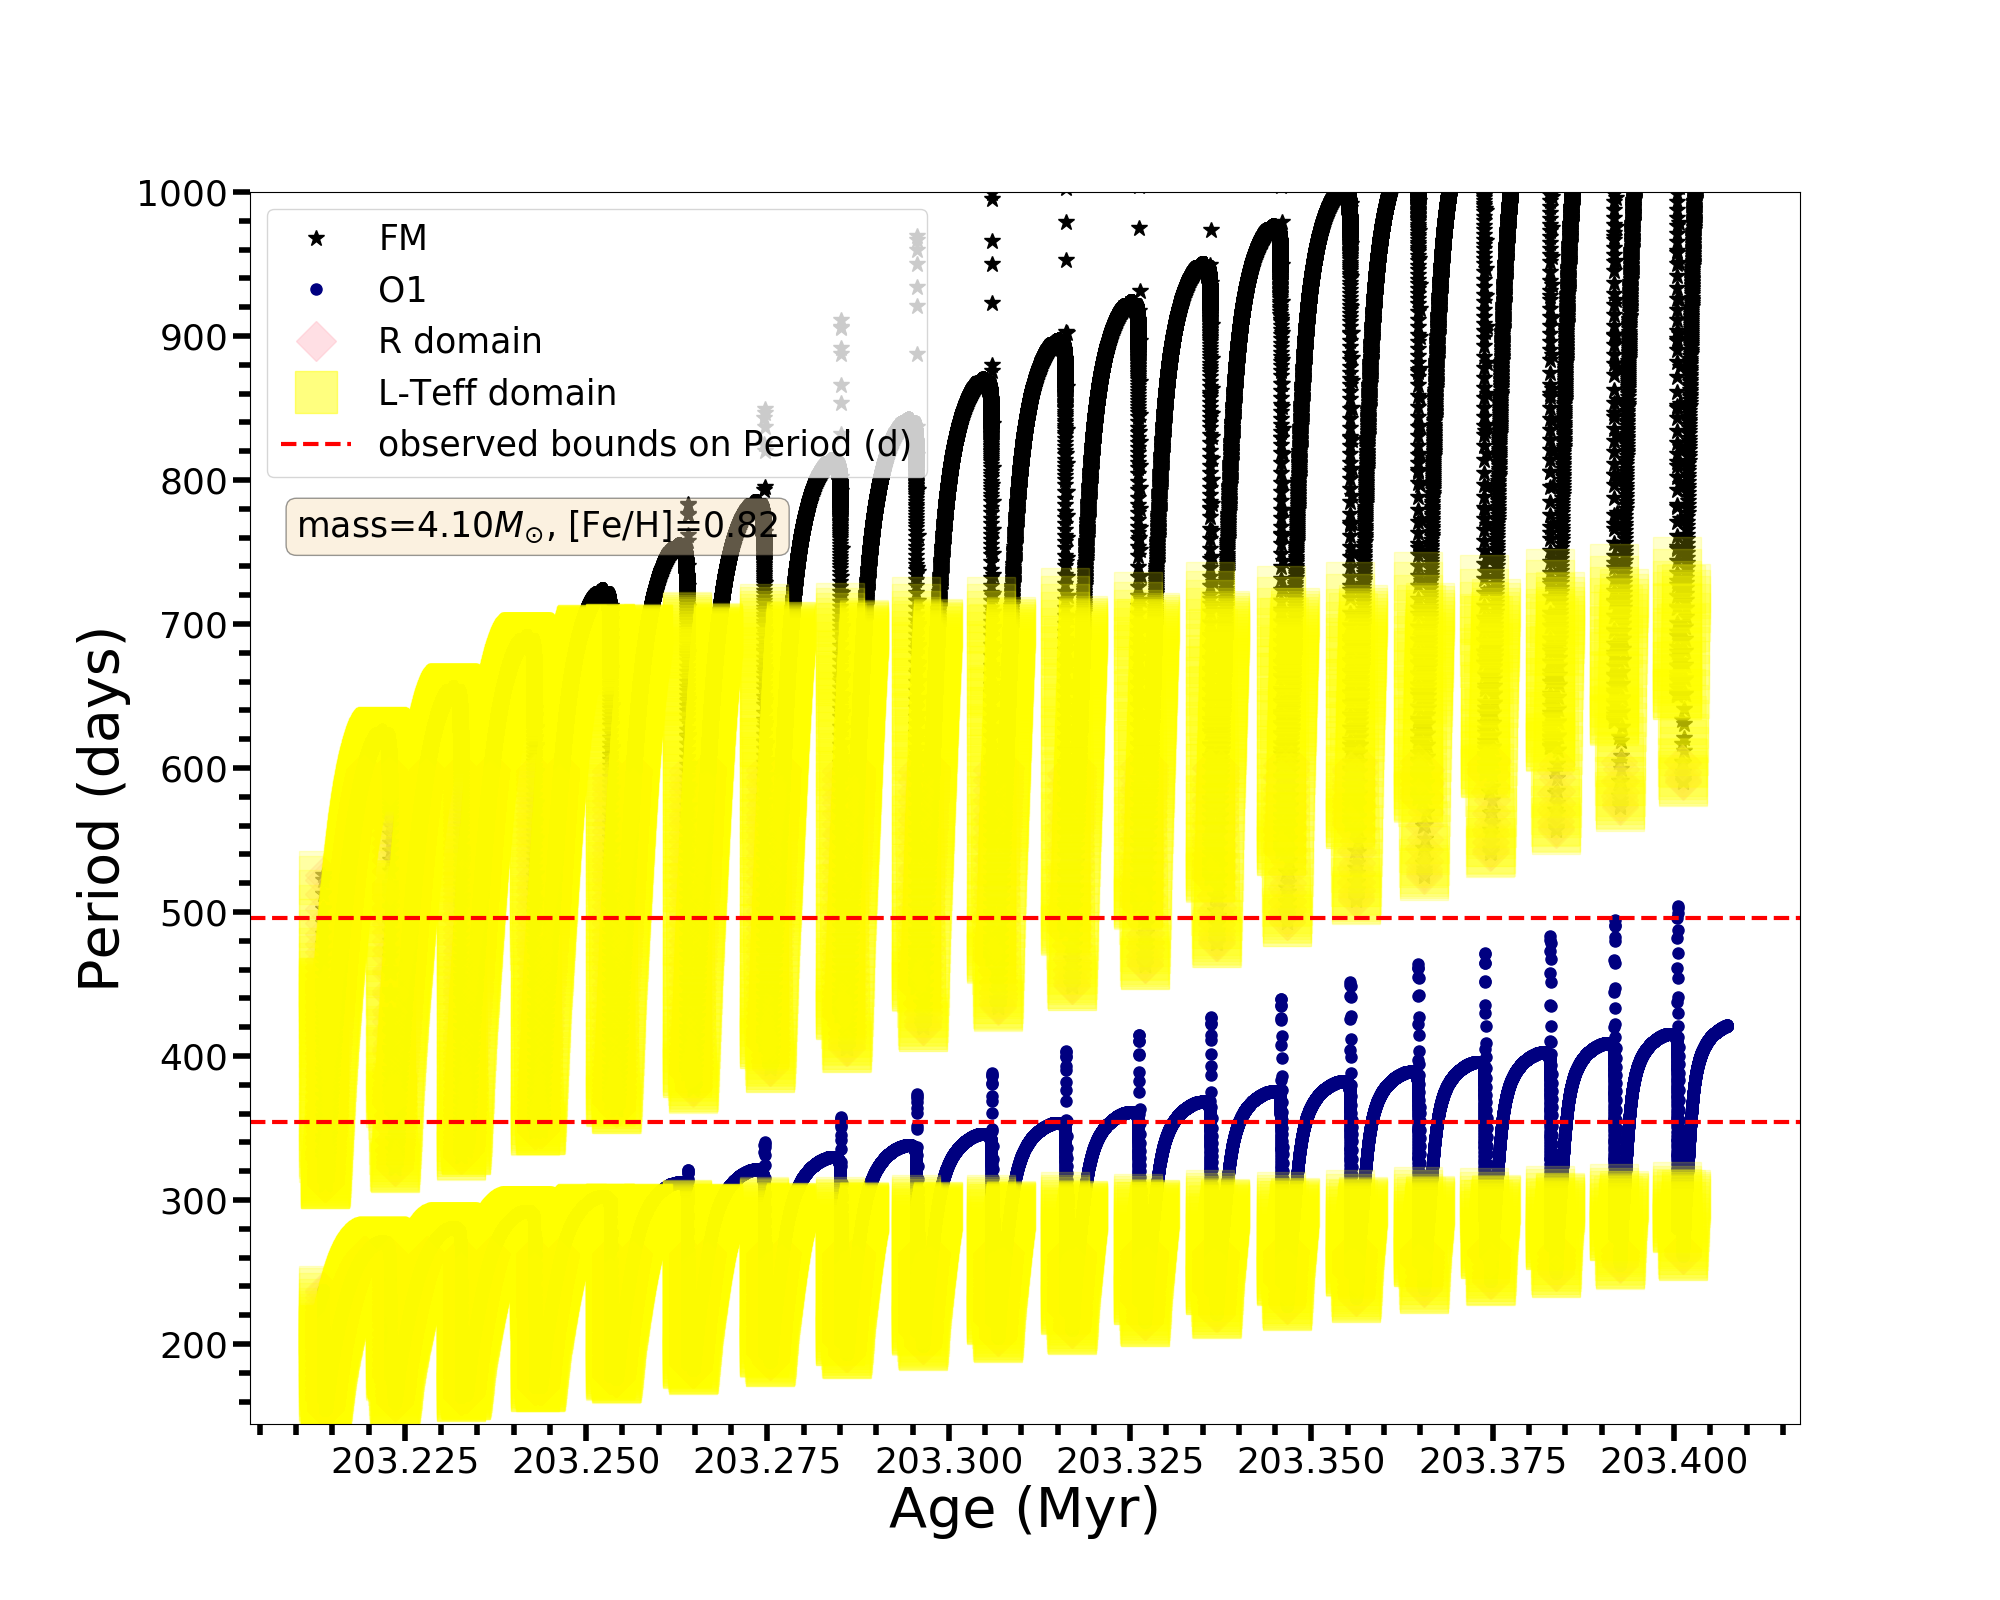 1000
900
800
700
600
500
400
300
200
Period (days)
FM
O1
R domain
L-Teff domain
observed bounds on Period (d)
mass=4.10M☉, [Fe/H]=0.82
203.225 203.250 203.275 203.300 203.325 203.350 203.375 203.400
Age (Myr)